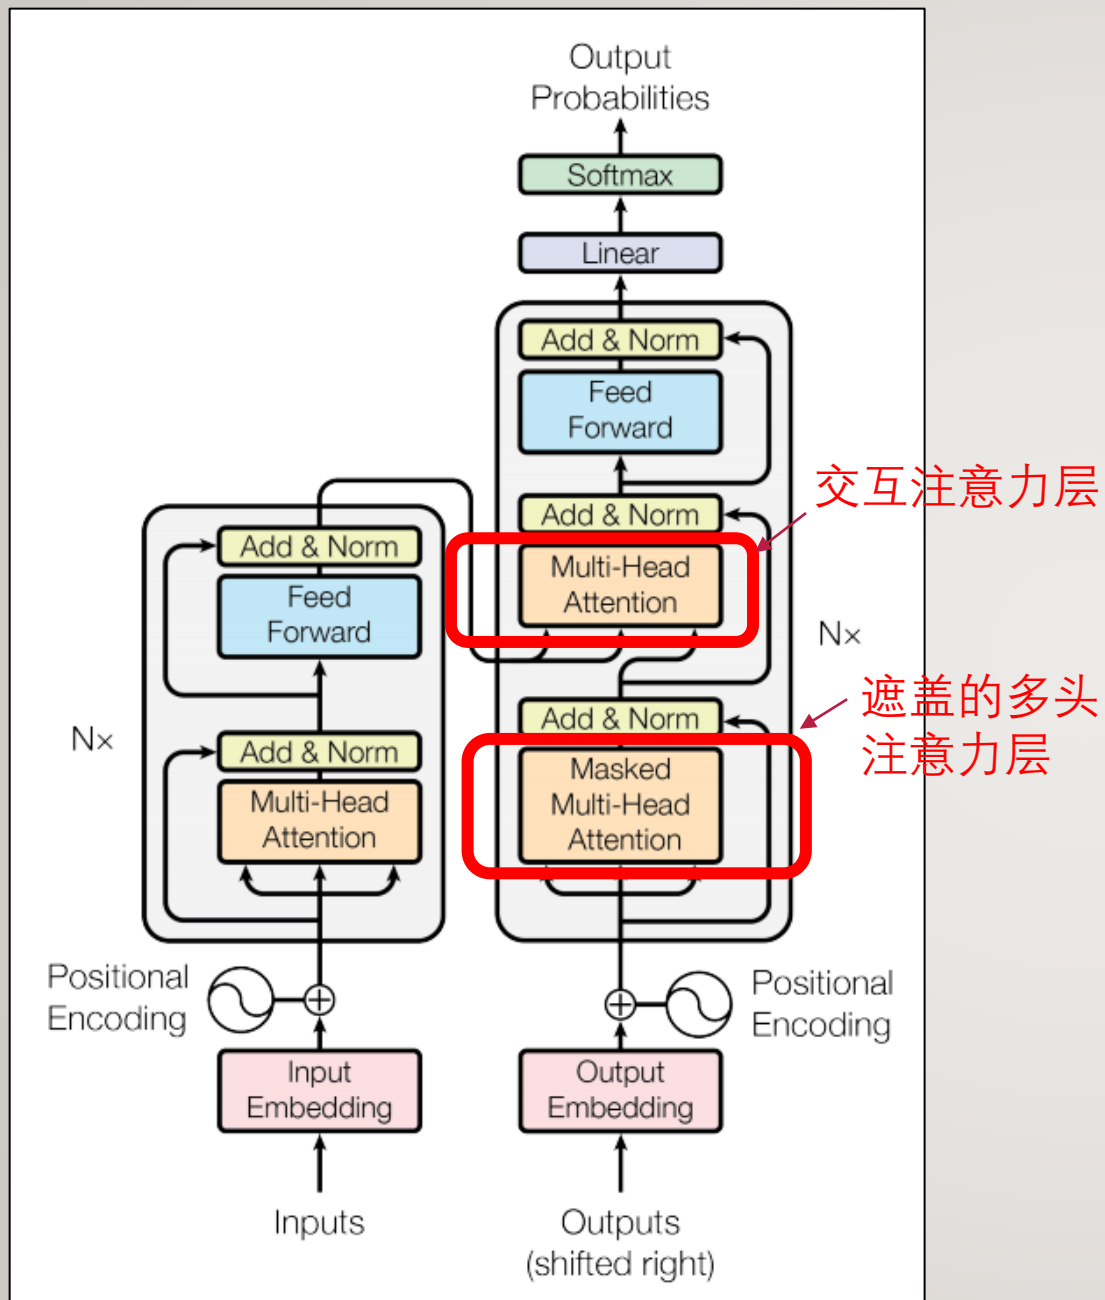 Output
Probabilities
Softmax
Linear
Add & Norm
Feed
Forward
Add & Norm
Multi-Head
Attention
交互注意力层
N×
Add & Norm
Masked
Multi-Head
Attention
遮盖的多头
注意力层
Add & Norm
Feed
Forward
N×
Add & Norm
Multi-Head
Attention
Positional
Encoding
Positional
Encoding
Input
Embedding
Output
Embedding
Inputs
Outputs
(shifted right)